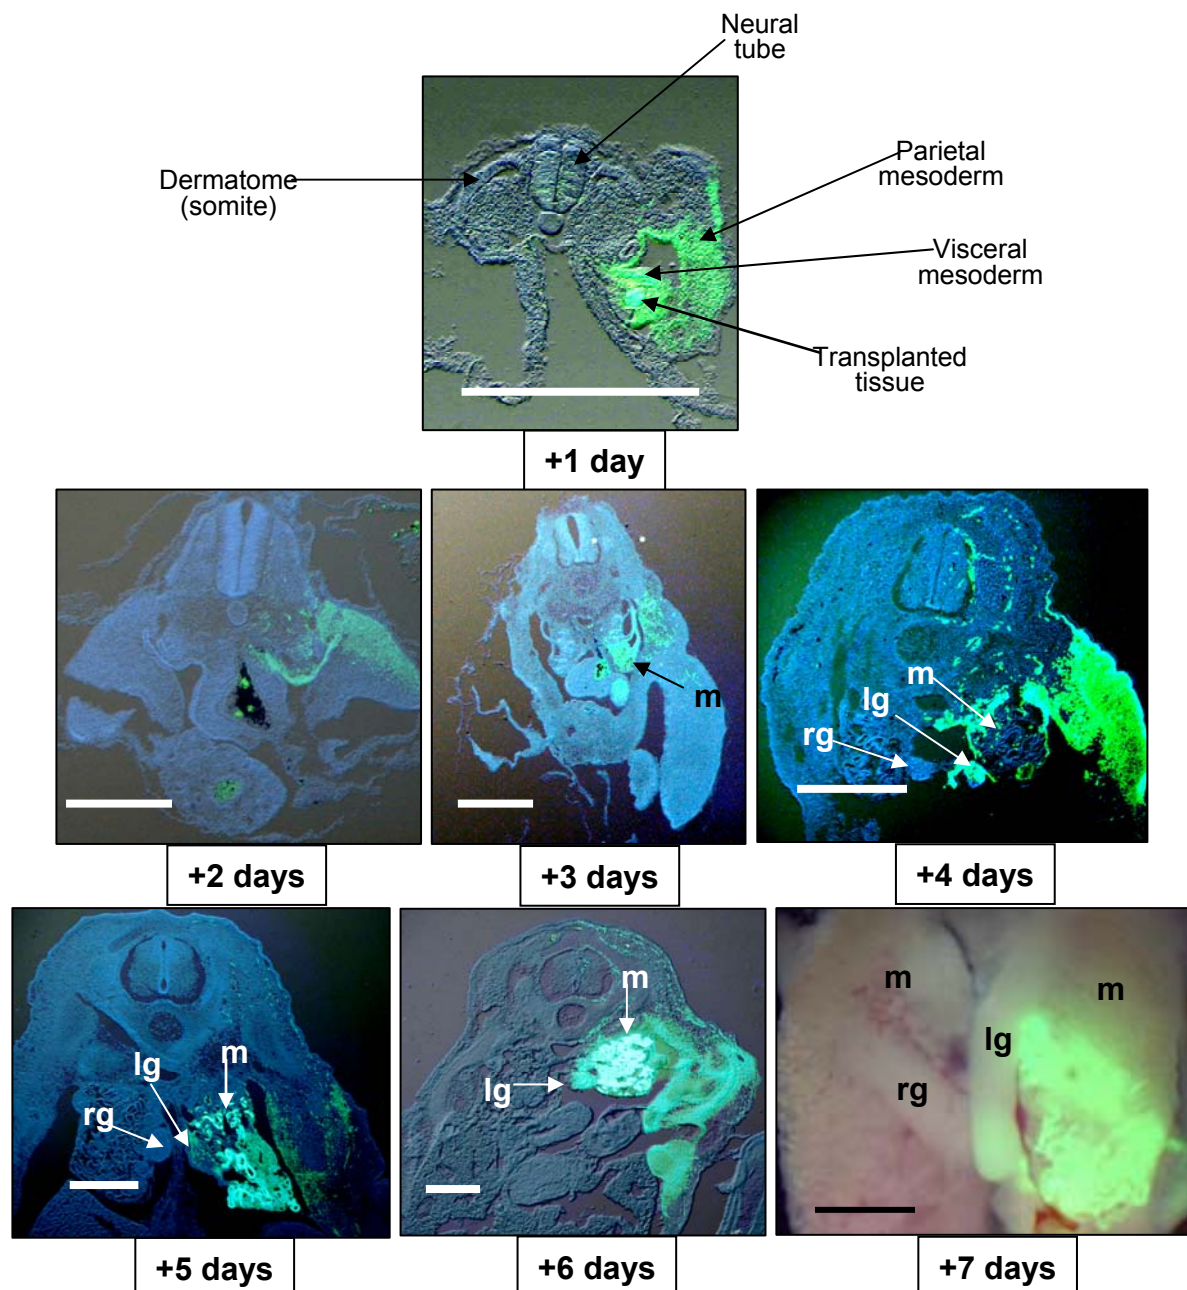 Neural
tube
Dermatome
(somite)
Parietal
mesoderm
Visceral
mesoderm
Transplanted
tissue
+1 day
m
m
lg
rg
+2 days
+3 days
+4 days
m
lg
rg
m
lg
m
m
lg
rg
+5 days
+6 days
+7 days